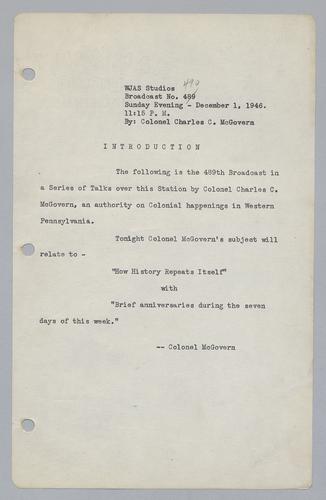 WJAS Studios
490
Broadcast No. 489
Sunday Evening - December 1, 1946.
11:15 P. M.
By: Colonel Charles C. McGovern
INTRODUCTION
The following is the 489th Broadcast in
a Series of Talks over this Station by Colonel Charles C.
McGovern, an authority on Colonial happenings in Western
Pennsylvania.
Tonight Colonel McGovern's subject will
relate to -
"How History Repeats Itself"
with
"Brief anniversaries during the seven
days of this week."
-- Colonel McGovern